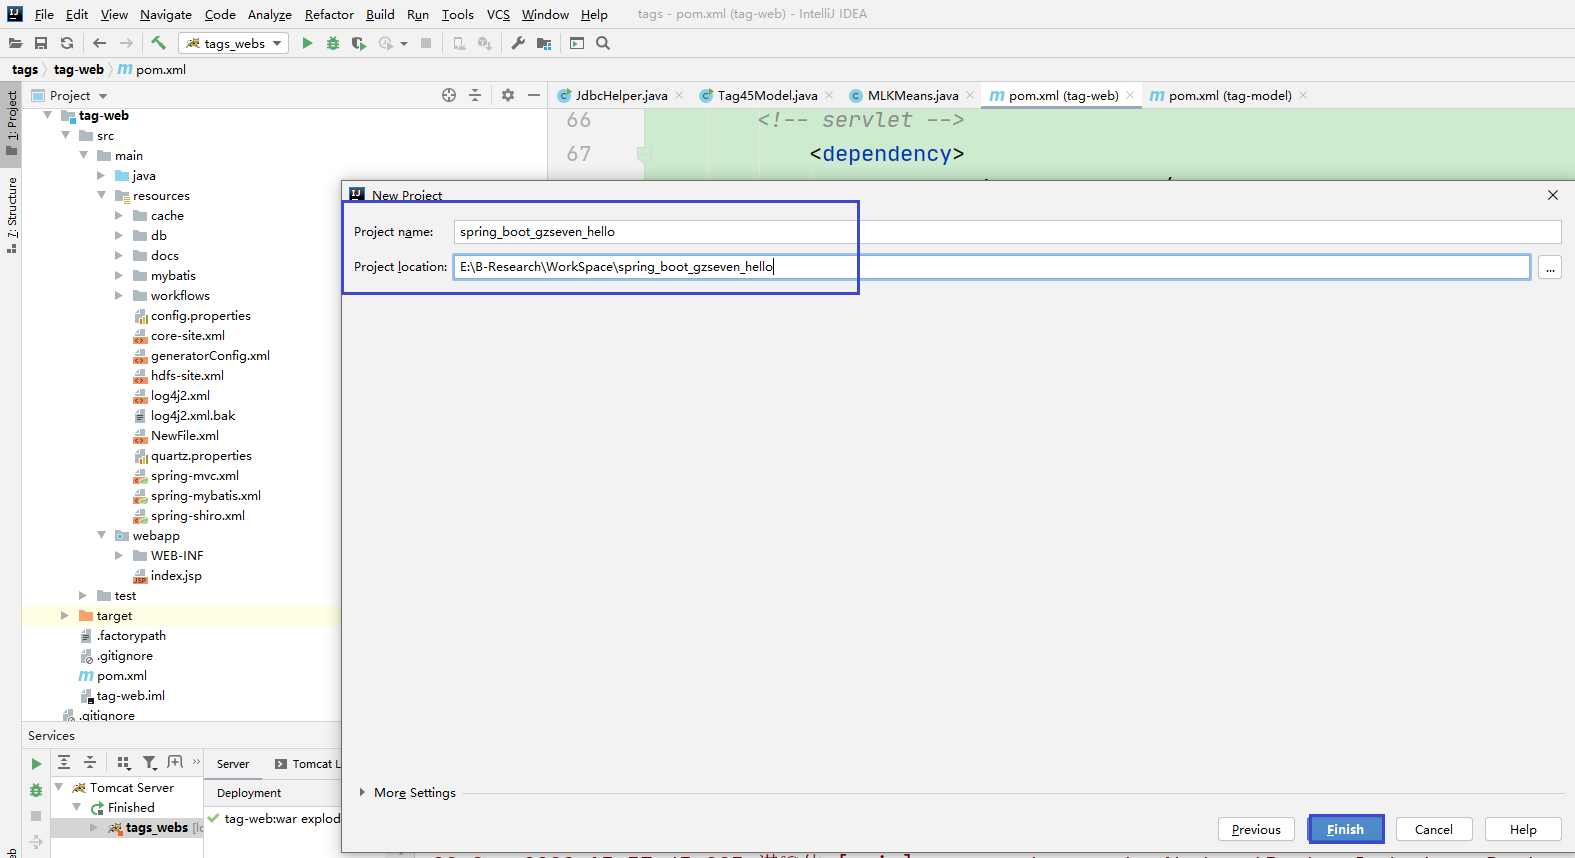 File Edit View Navigate Code Analyze Refactor Build Run Tools VCS Window Help tags - pom.xml (tag-web) - IntelliJ IDEA
tags_webs
tags tag-web pom.xml
1: Project
7: Structure
Project
JdbcHelper.java Tag45Model.java MLKMeans.java pom.xml (tag-web) pom.xml (tag-model)
66 <!-- servlet -->
67 <dependency>
tag-web
src
main
java
resources
cache
db
docs
mybatis
workflows
config.properties
core-site.xml
generatorConfig.xml
hdfs-site.xml
log4j2.xml
log4j2.xml.bak
NewFile.xml
quartz.properties
spring-mvc.xml
spring-mybatis.xml
spring-shiro.xml
webapp
WEB-INF
index.jsp
test
target
.factorypath
.gitignore
pom.xml
tag-web.iml
.gitignore
New Project
Project name: spring_boot_gzseven_hello
Project location: E:\B-Research\WorkSpace\spring_boot_gzseven_hello
...
More Settings
Previous Finish Cancel Help
Services
Server Tomcat L
Tomcat Server
Deployment
Finished
tag-web:war explod
tags_webs [lo